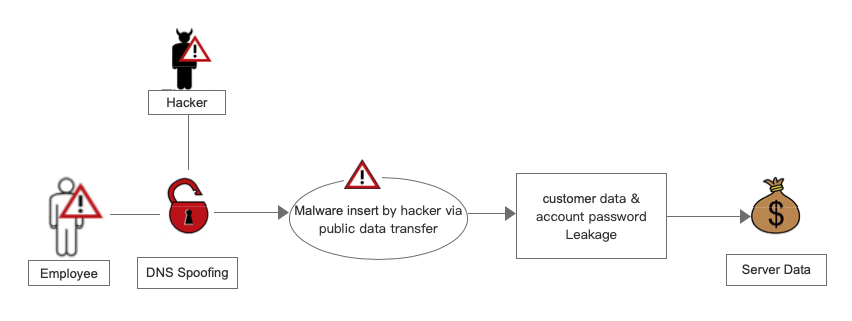 Hacker
Malware insert by hacker via
public data transfer
customer data &
account password
Leakage
$
Employee
DNS Spoofing
Server Data